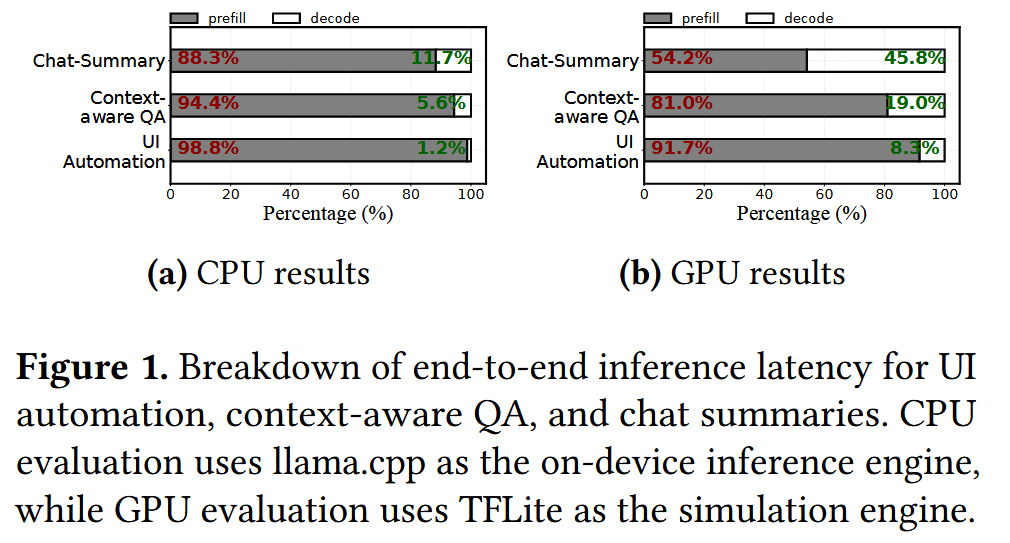 prefill decode
Chat-Summary 88.3% 11.7%
Context-
aware QA 94.4% 5.6%
UI
Automation 98.8% 1.2%
0 20 40 60 80 100
Percentage (%)
(a) CPU results
prefill decode
Chat-Summary 54.2% 45.8%
Context-
aware QA 81.0% 19.0%
UI
Automation 91.7% 8.3%
0 20 40 60 80 100
Percentage (%)
(b) GPU results
Figure 1. Breakdown of end-to-end inference latency for UI
automation, context-aware QA, and chat summaries. CPU
evaluation uses llama.cpp as the on-device inference engine,
while GPU evaluation uses TFLite as the simulation engine.